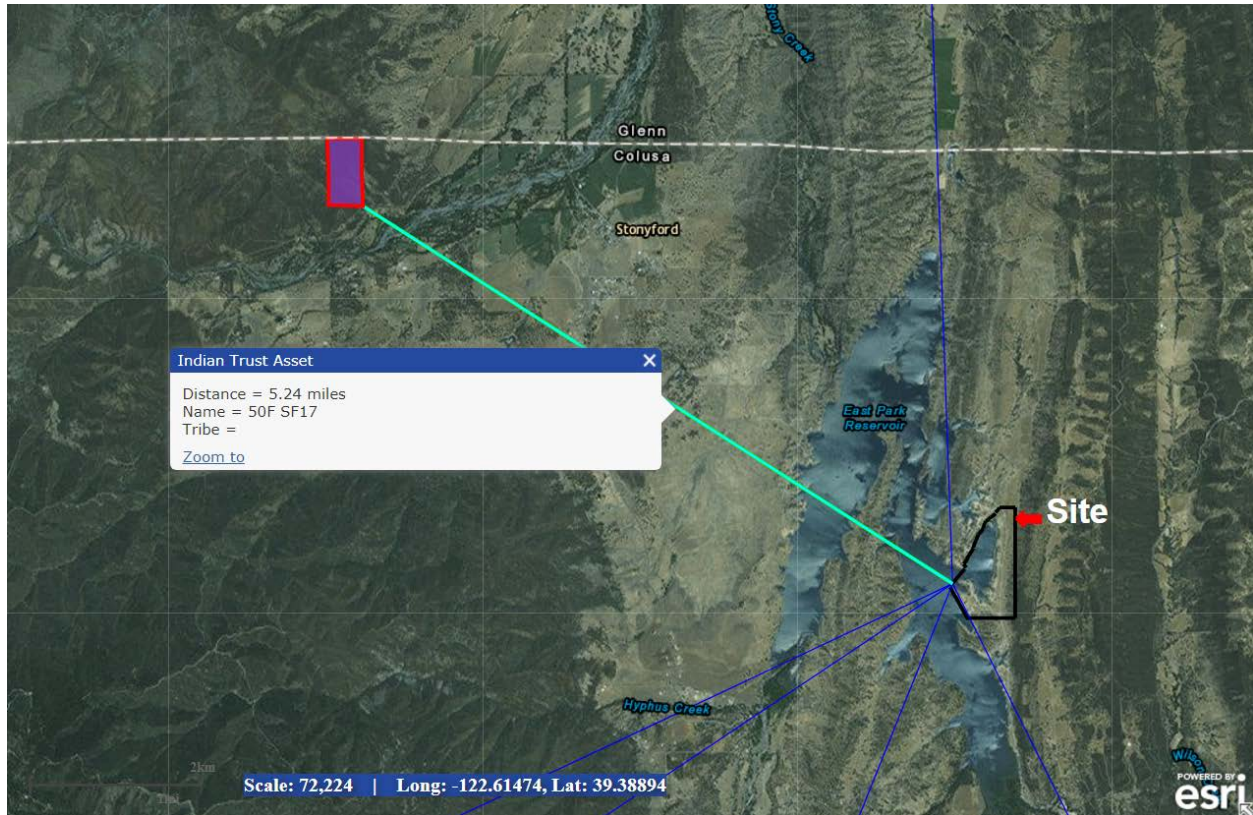 Stony Creek
Glenn
Colusa
Stonyford
Indian Trust Asset
Distance = 5.24 miles
Name = 50F SF17
Tribe =
Zoom to
East Park
Reservoir
Site
Hyphus Creek
2km
1mi
Scale: 72,224 | Long: -122.61474, Lat: 39.38894
POWERED BY
esri